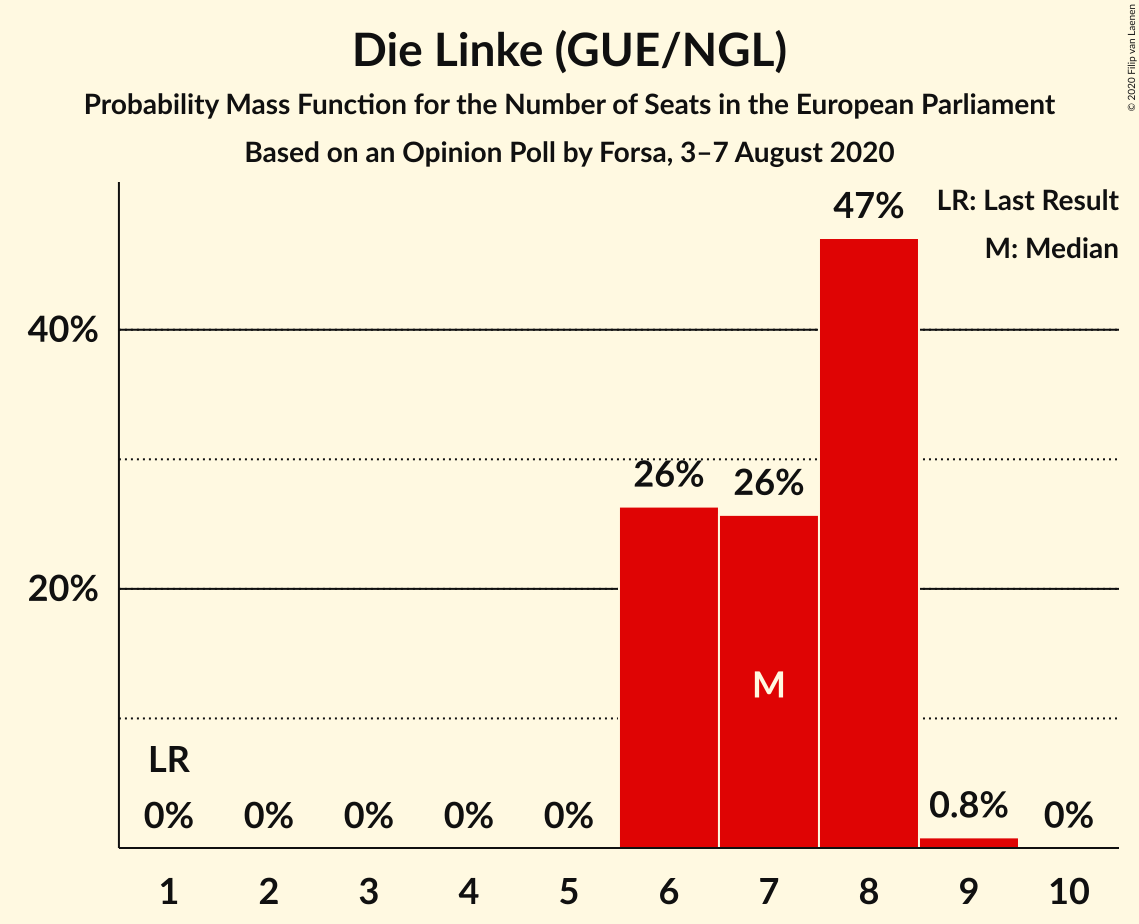 Die Linke (GUE/NGL)
Probability Mass Function for the Number of Seats in the European Parliament
Based on an Opinion Poll by Forsa, 3–7 August 2020
© 2020 Filip van Laenen
LR: Last Result
M: Median
47%
40%
26%
26%
20%
M
LR
0%
0%
0%
0%
0%
0.8%
0%
1 2 3 4 5 6 7 8 9 10